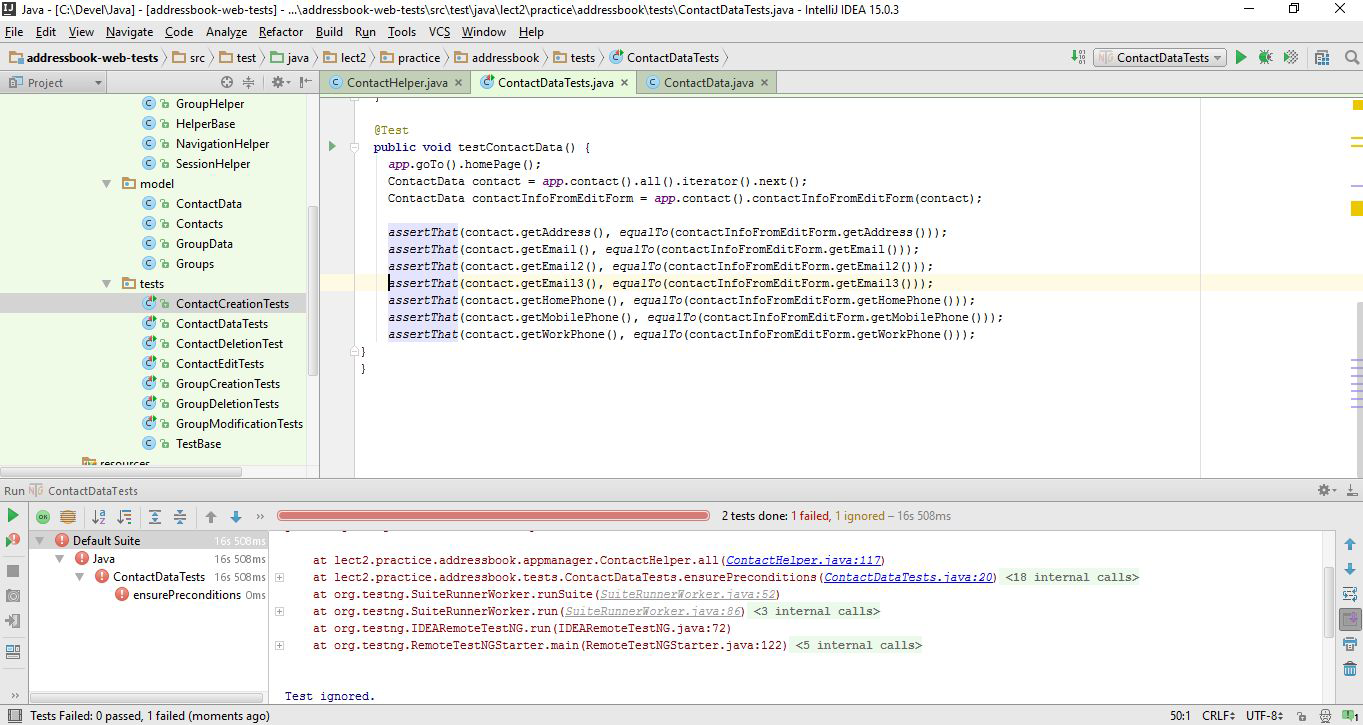 Java - [C:\Devel\Java] - [addressbook-web-tests] - ...\addressbook-web-tests\src\test\java\lect2\practice\addressbook\tests\ContactDataTests.java - IntelliJ IDEA 15.0.3
File Edit View Navigate Code Analyze Refactor Build Run Tools VCS Window Help
addressbook-web-tests src test java lect2 practice addressbook tests ContactDataTests
ContactDataTests
Project
ContactHelper.java ContactDataTests.java ContactData.java
GroupHelper
HelperBase
NavigationHelper
SessionHelper
model
ContactData
Contacts
GroupData
Groups
tests
ContactCreationTests
ContactDataTests
ContactDeletionTest
ContactEditTests
GroupCreationTests
GroupDeletionTests
GroupModificationTests
TestBase
resources
}
@Test
public void testContactData() {
app.goTo().homePage();
ContactData contact = app.contact().all().iterator().next();
ContactData contactInfoFromEditForm = app.contact().contactInfoFromEditForm(contact);
assertThat(contact.getAddress(), equalTo(contactInfoFromEditForm.getAddress()));
assertThat(contact.getEmail(), equalTo(contactInfoFromEditForm.getEmail()));
assertThat(contact.getEmail2(), equalTo(contactInfoFromEditForm.getEmail2()));
assertThat(contact.getEmail3(), equalTo(contactInfoFromEditForm.getEmail3()));
assertThat(contact.getHomePhone(), equalTo(contactInfoFromEditForm.getHomePhone()));
assertThat(contact.getMobilePhone(), equalTo(contactInfoFromEditForm.getMobilePhone()));
assertThat(contact.getWorkPhone(), equalTo(contactInfoFromEditForm.getWorkPhone()));
}
}
Run ContactDataTests
2 tests done: 1 failed, 1 ignored – 16s 508ms
Default Suite 16s 508ms
Java 16s 508ms
ContactDataTests 16s 508ms
ensurePreconditions 0ms
at lect2.practice.addressbook.appmanager.ContactHelper.all(ContactHelper.java:117)
at lect2.practice.addressbook.tests.ContactDataTests.ensurePreconditions(ContactDataTests.java:20) <18 internal calls>
at org.testng.SuiteRunnerWorker.runSuite(SuiteRunnerWorker.java:52)
at org.testng.SuiteRunnerWorker.run(SuiteRunnerWorker.java:86) <3 internal calls>
at org.testng.IDEARemoteTestNG.run(IDEARemoteTestNG.java:72)
at org.testng.RemoteTestNGStarter.main(RemoteTestNGStarter.java:122) <5 internal calls>
Test ignored.
Tests Failed: 0 passed, 1 failed (moments ago)
50:1 CRLF UTF-8